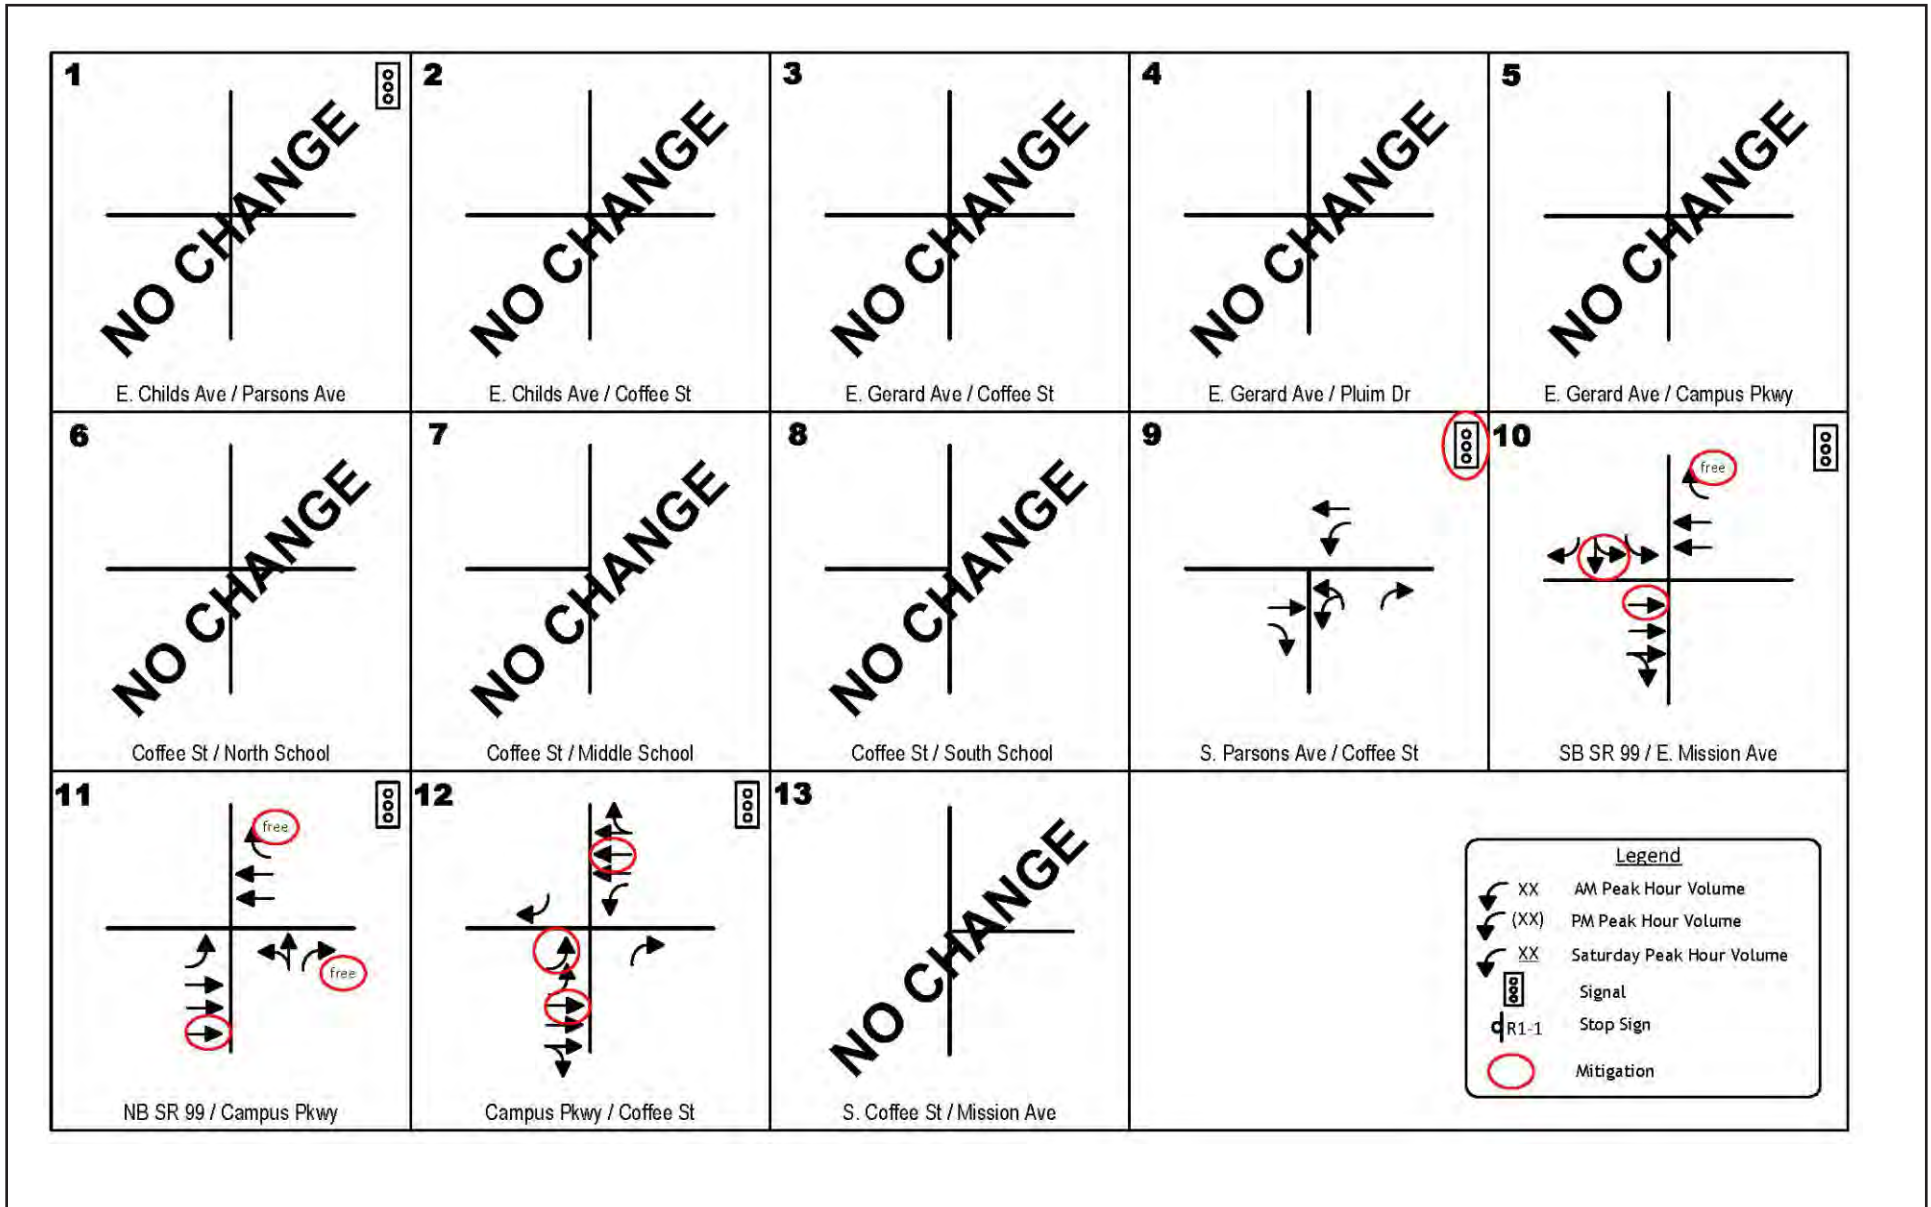 1
NO CHANGE
E. Childs Ave / Parsons Ave
2
NO CHANGE
E. Childs Ave / Coffee St
3
NO CHANGE
E. Gerard Ave / Coffee St
4
NO CHANGE
E. Gerard Ave / Pluim Dr
5
NO CHANGE
E. Gerard Ave / Campus Pkwy
6
NO CHANGE
Coffee St / North School
7
NO CHANGE
Coffee St / Middle School
8
NO CHANGE
Coffee St / South School
9
S. Parsons Ave / Coffee St
10
free
SB SR 99 / E. Mission Ave
11
free
free
NB SR 99 / Campus Pkwy
12
Campus Pkwy / Coffee St
13
NO CHANGE
S. Coffee St / Mission Ave
Legend
XX AM Peak Hour Volume
(XX) PM Peak Hour Volume
XX Saturday Peak Hour Volume
Signal
R1-1 Stop Sign
Mitigation